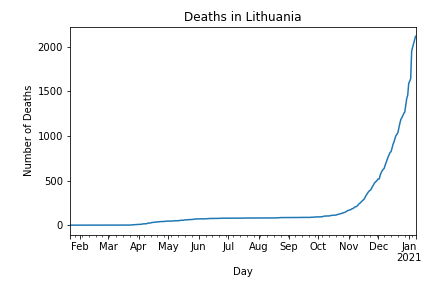 Deaths in Lithuania
Number of Deaths
2000
1500
1000
500
0
Feb Mar Apr May Jun Jul Aug Sep Oct Nov Dec Jan
2021
Day